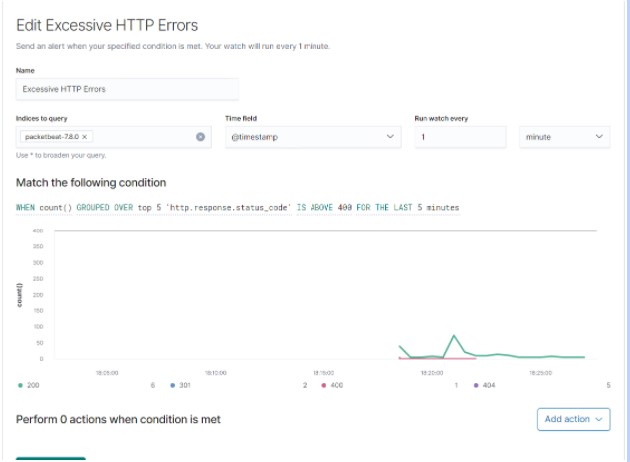 Edit Excessive HTTP Errors
Send an alert when your specified condition is met. Your watch will run every 1 minute.
Name
Excessive HTTP Errors
Indices to query
Time field
Run watch every
packetbeat-7.8.0 ×
@timestamp
1
minute
Use * to broaden your query.
Match the following condition
WHEN count() GROUPED OVER top 5 'http.response.status_code' IS ABOVE 400 FOR THE LAST 5 minutes
count()
400
350
300
250
200
150
100
50
0
18:05:00
18:10:00
18:15:00
18:20:00
18:25:00
200 6 301 2 400 1 404 5
Perform 0 actions when condition is met
Add action